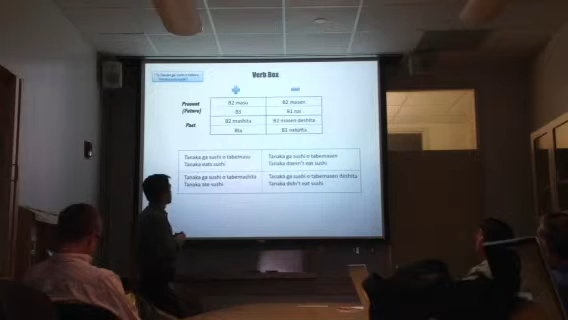 Verb Box
Present
(Future)
B2 masu
B2 masen
B3
B1 nai
Past
B2 mashita
B2 masen deshita
Bta
B1 nakatta
Tanaka ga sushi o tabemasu
Tanaka eats sushi.
Tanaka ga sushi o tabemasen
Tanaka doesn't eat sushi.
Tanaka ga sushi o tabemashita
Tanaka ate sushi.
Tanaka ga sushi o tabemasen deshita
Tanaka didn't eat sushi.